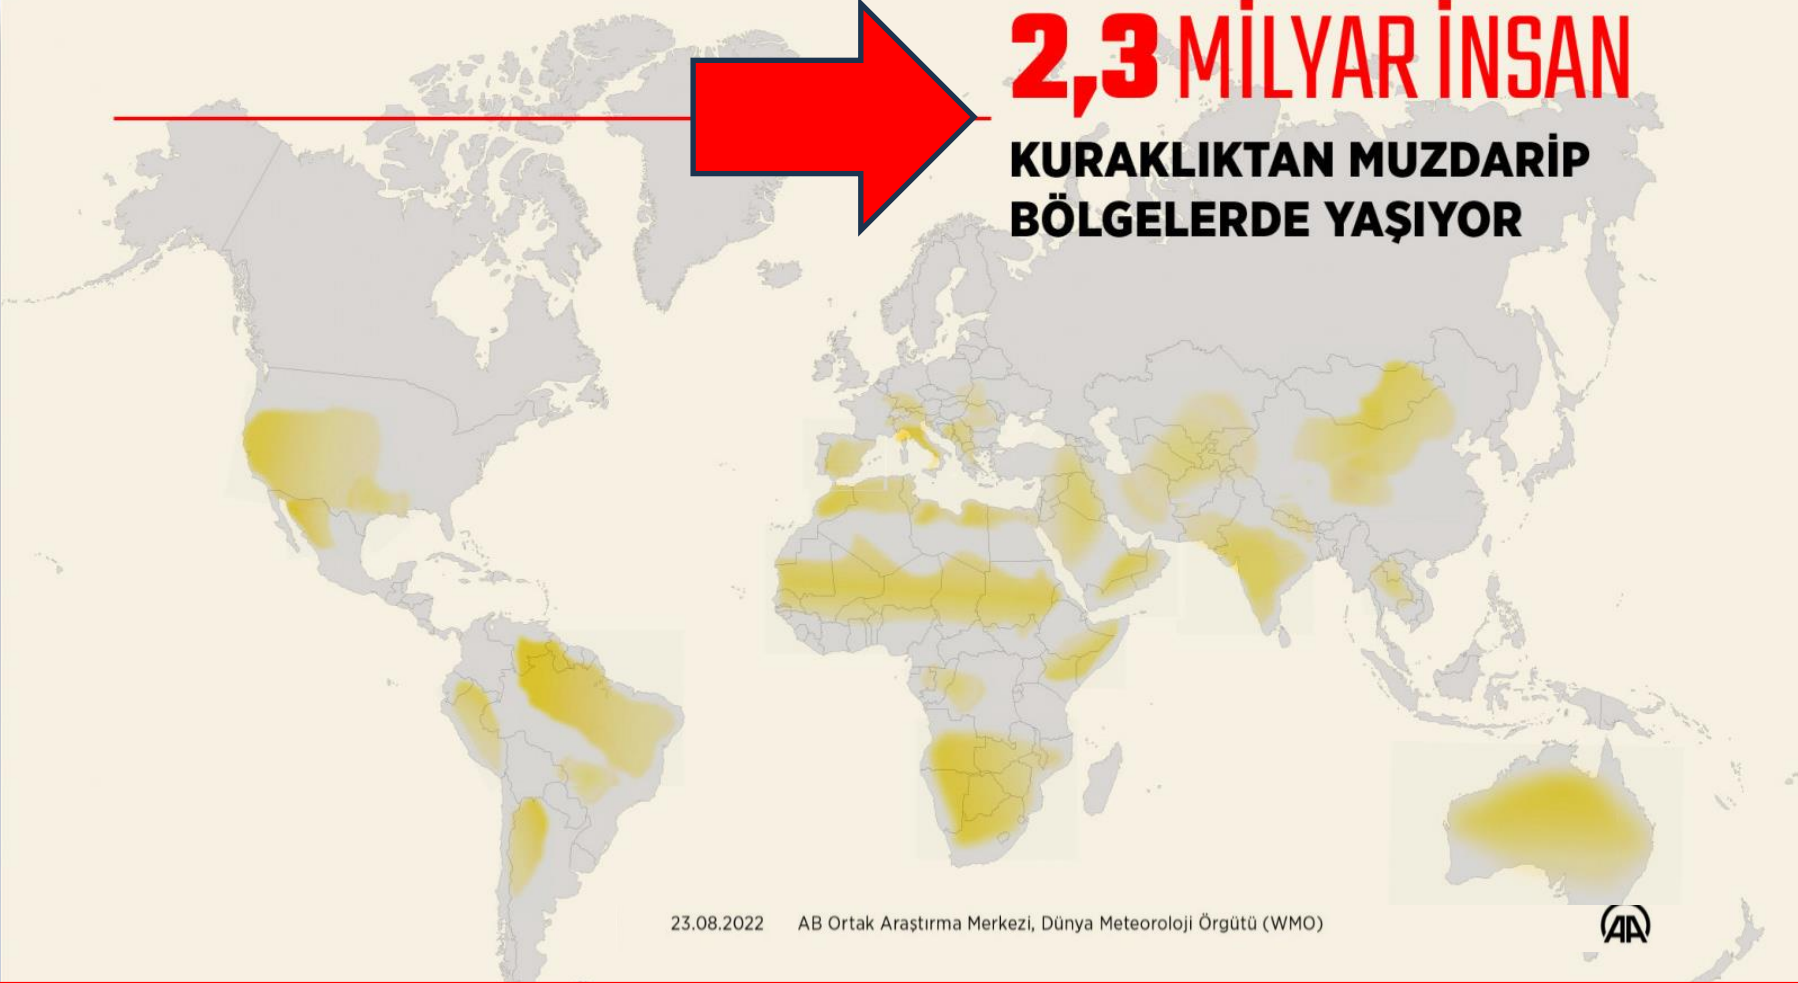 2,3 MİLYAR İNSAN
KURAKLIKTAN MUZDARİP
BÖLGELERDE YAŞIYOR
23.08.2022 AB Ortak Araştırma Merkezi, Dünya Meteoroloji Örgütü (WMO)
AA